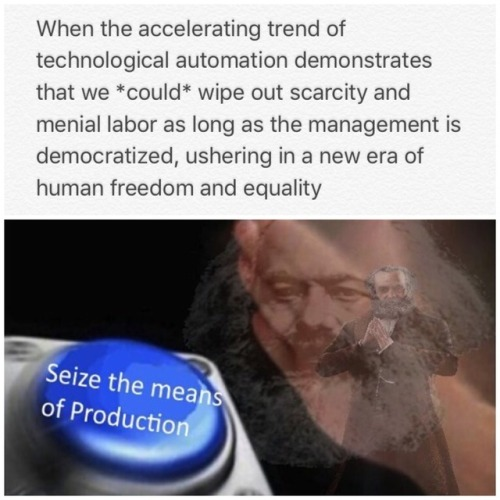 When the accelerating trend of
technological automation demonstrates
that we *could* wipe out scarcity and
menial labor as long as the management is
democratized, ushering in a new era of
human freedom and equality
Seize the means
of Production